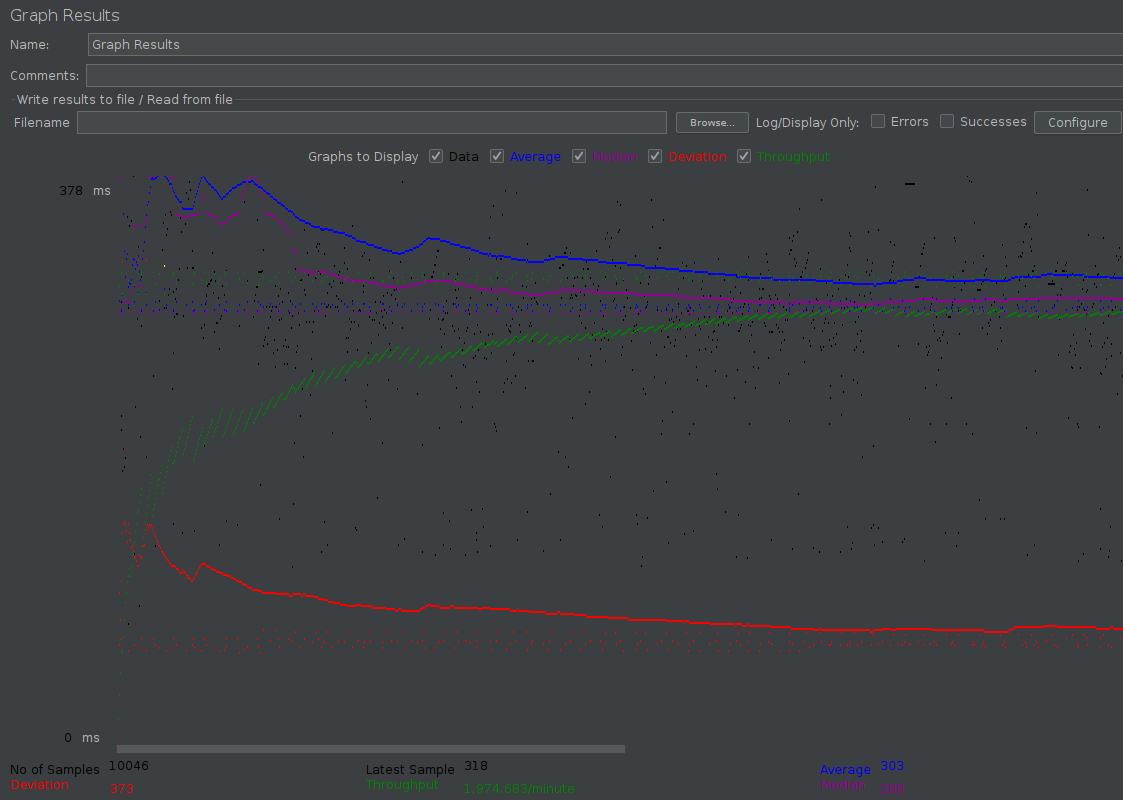 Graph Results
Name: Graph Results
Comments:
Write results to file / Read from file
Filename Browse... Log/Display Only: Errors Successes Configure
Graphs to Display Data Average Median Deviation Throughput
378 ms
0 ms
No of Samples 10046 Latest Sample 318 Average 303
Deviation 373 Throughput 1.974.683/minute Median